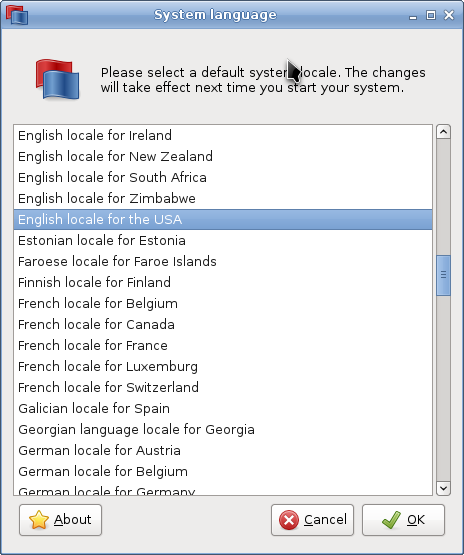 System language
Please select a default system locale. The changes
will take effect next time you start your system.
English locale for Ireland
English locale for New Zealand
English locale for South Africa
English locale for Zimbabwe
English locale for the USA
Estonian locale for Estonia
Faroese locale for Faroe Islands
Finnish locale for Finland
French locale for Belgium
French locale for Canada
French locale for France
French locale for Luxemburg
French locale for Switzerland
Galician locale for Spain
Georgian language locale for Georgia
German locale for Austria
German locale for Belgium
German locale for Germany
About
Cancel
OK